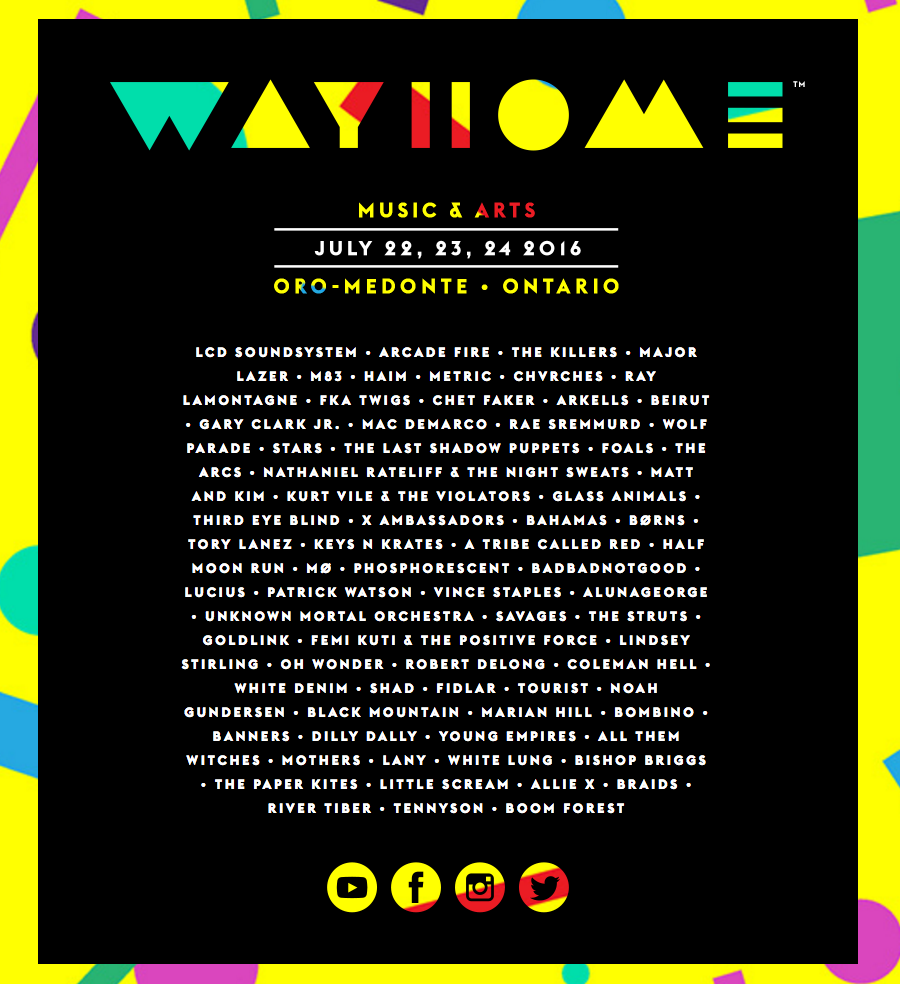 WAYHOME™
MUSIC & ARTS
JULY 22, 23, 24 2016
ORO-MEDONTE • ONTARIO
LCD SOUNDSYSTEM • ARCADE FIRE • THE KILLERS • MAJOR
LAZER • M83 • HAIM • METRIC • CHVRCHES • RAY
LAMONTAGNE • FKA TWIGS • CHET FAKER • ARKELLS • BEIRUT
• GARY CLARK JR. • MAC DEMARCO • RAE SREMMURD • WOLF
PARADE • STARS • THE LAST SHADOW PUPPETS • FOALS • THE
ARCS • NATHANIEL RATELIFF & THE NIGHT SWEATS • MATT
AND KIM • KURT VILE & THE VIOLATORS • GLASS ANIMALS •
THIRD EYE BLIND • X AMBASSADORS • BAHAMAS • BØRNS •
TORY LANEZ • KEYS N KRATES • A TRIBE CALLED RED • HALF
MOON RUN • MØ • PHOSPHORESCENT • BADBADNOTGOOD •
LUCIUS • PATRICK WATSON • VINCE STAPLES • ALUNAGEORGE
• UNKNOWN MORTAL ORCHESTRA • SAVAGES • THE STRUTS •
GOLDLINK • FEMI KUTI & THE POSITIVE FORCE • LINDSEY
STIRLING • OH WONDER • ROBERT DELONG • COLEMAN HELL •
WHITE DENIM • SHAD • FIDLAR • TOURIST • NOAH
GUNDERSEN • BLACK MOUNTAIN • MARIAN HILL • BOMBINO •
BANNERS • DILLY DALLY • YOUNG EMPIRES • ALL THEM
WITCHES • MOTHERS • LANY • WHITE LUNG • BISHOP BRIGGS
• THE PAPER KITES • LITTLE SCREAM • ALLIE X • BRAIDS •
RIVER TIBER • TENNYSON • BOOM FOREST